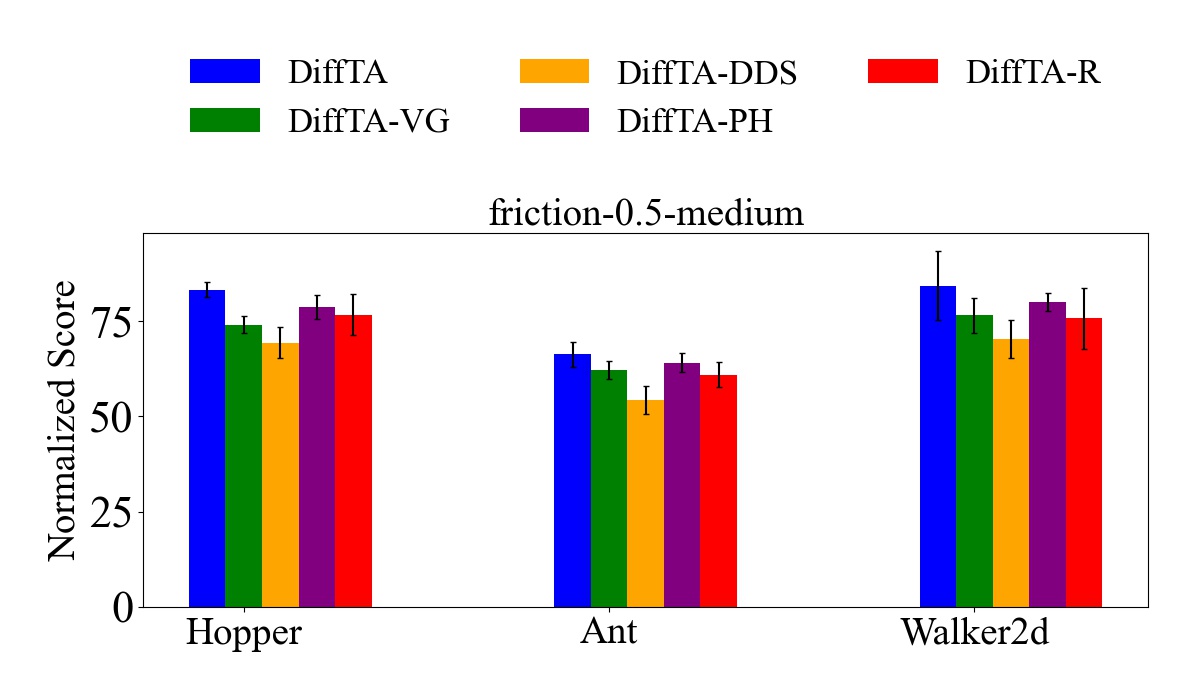 DiffTA
DiffTA-DDS
DiffTA-R
DiffTA-VG
DiffTA-PH
friction-0.5-medium
Normalized Score
75
50
25
0
Hopper
Ant
Walker2d